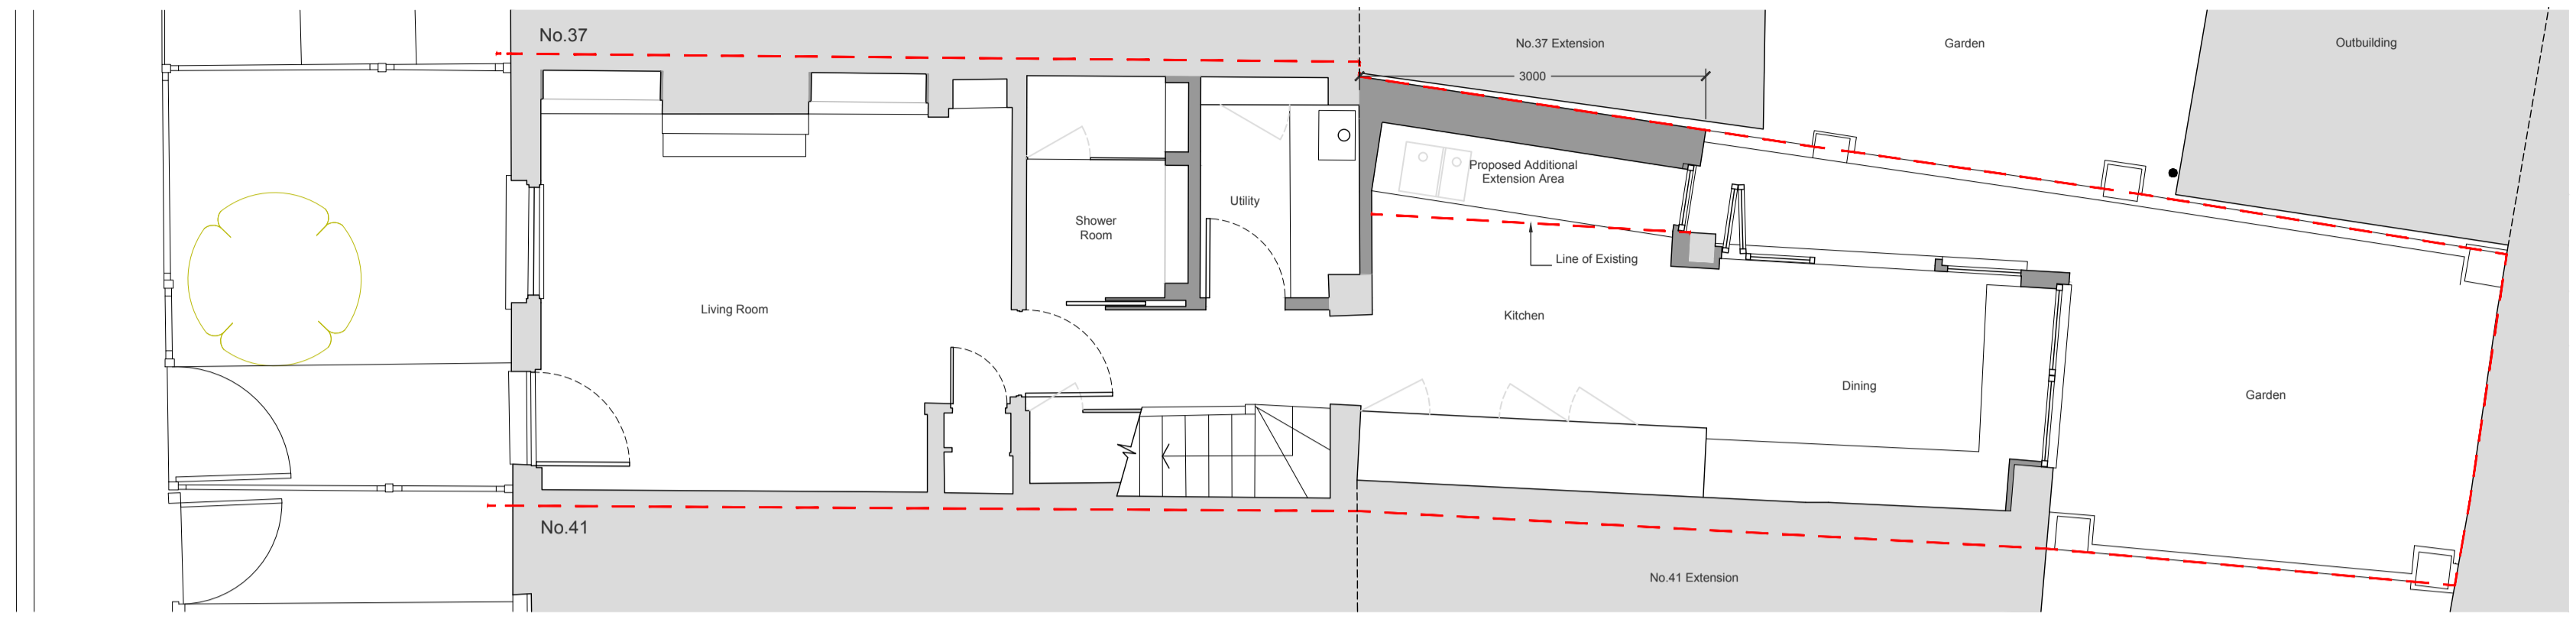 No.37
No.37 Extension
Garden
Outbuilding
3000
Proposed Additional
Extension Area
Utility
Shower
Room
Line of Existing
Living Room
Kitchen
Dining
Garden
No.41
No.41 Extension